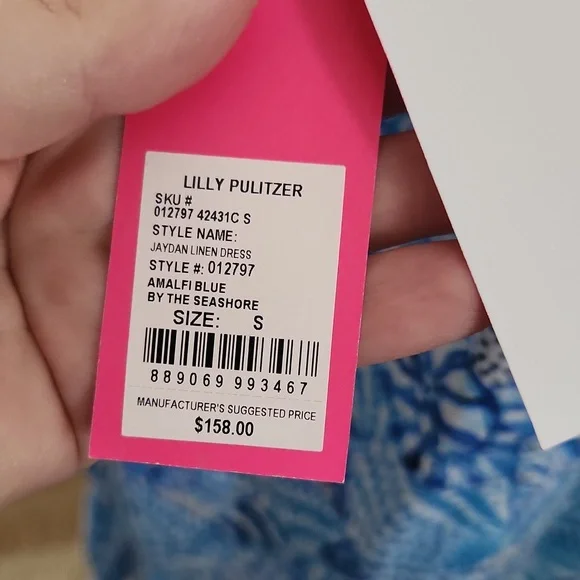 LILLY PULITZER
SKU #
012797 42431C S
STYLE NAME:
JAYDAN LINEN DRESS
STYLE #: 012797
AMALFI BLUE
BY THE SEASHORE
SIZE: S
889069 993467
MANUFACTURER'S SUGGESTED PRICE
$158.00